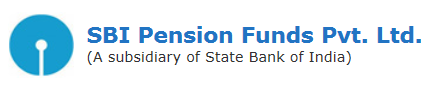 SBI Pension Funds Pvt. Ltd.
(A subsidiary of State Bank of India)